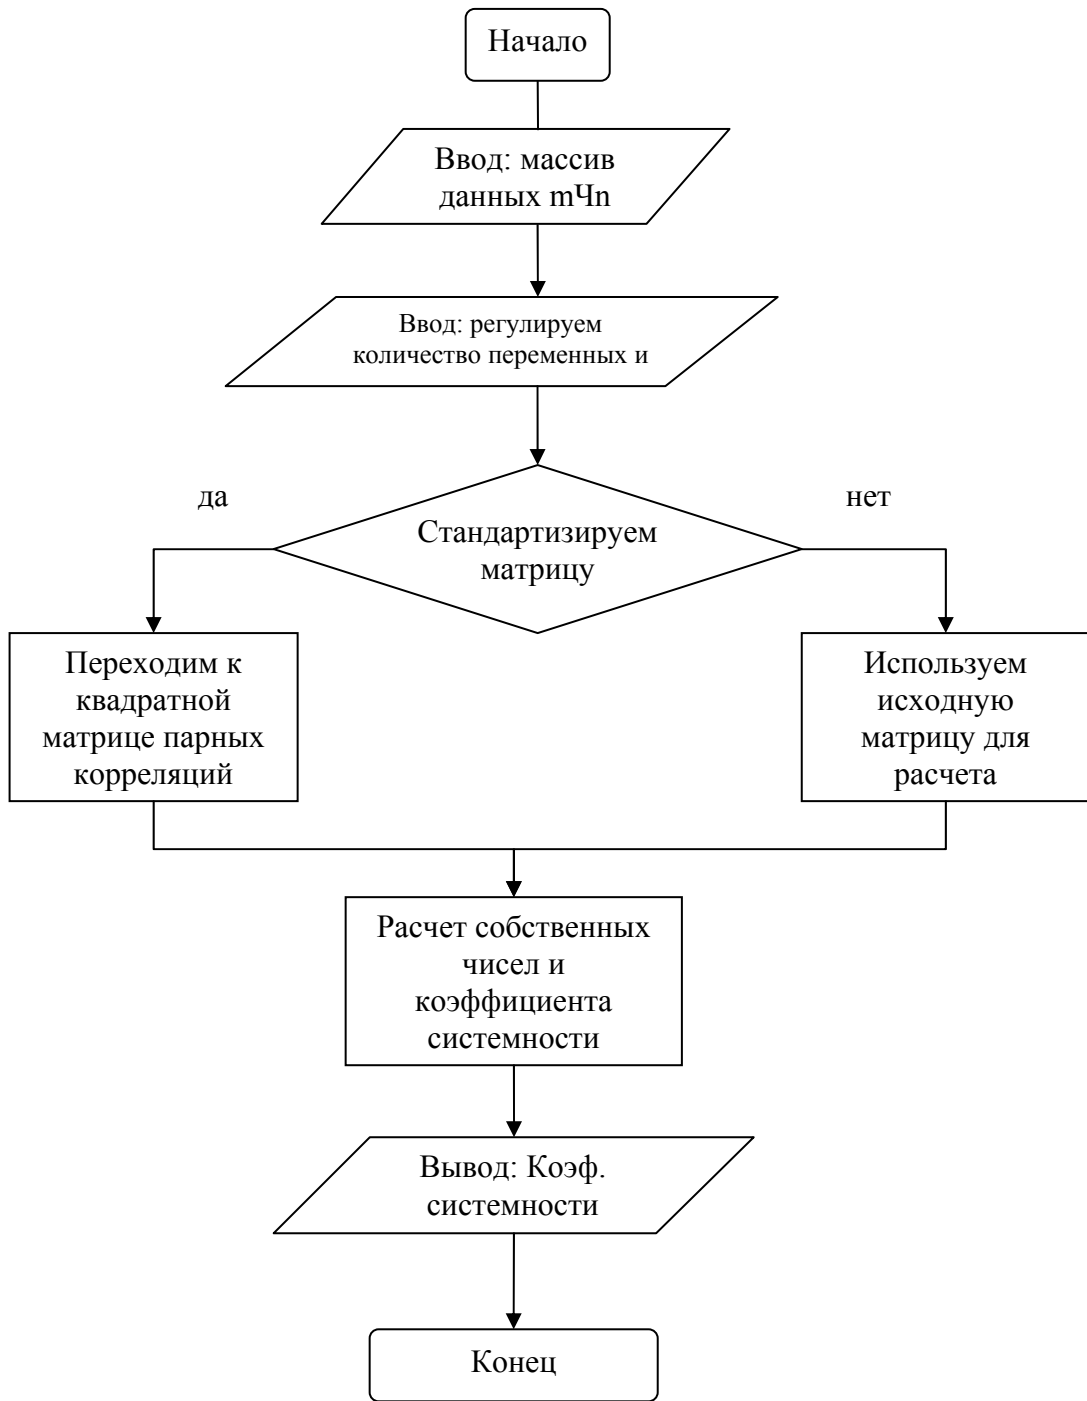 Начало
Ввод: массив
данных mЧn
Ввод: регулируем
количество переменных и
да
нет
Стандартизируем
матрицу
Переходим к
квадратной
матрице парных
корреляций
Используем
исходную
матрицу для
расчета
Расчет собственных
чисел и
коэффициента
системности
Вывод: Коэф.
системности
Конец